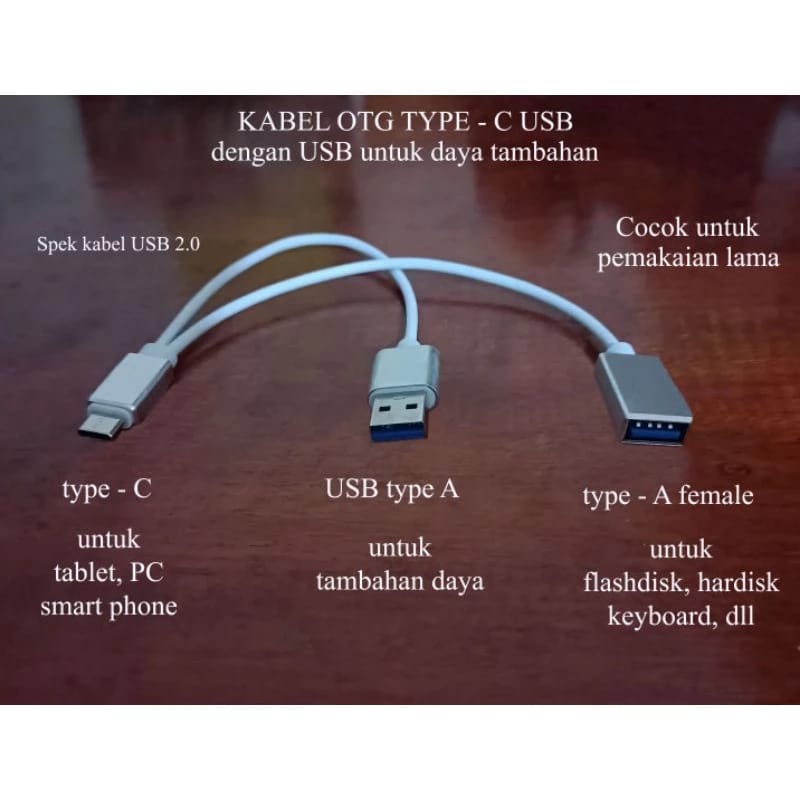 KABEL OTG TYPE - C USB
dengan USB untuk daya tambahan
Spek kabel USB 2.0
Cocok untuk
pemakaian lama
type - C
untuk
tablet, PC
smart phone
USB type A
untuk
tambahan daya
type - A female
untuk
flashdisk, hardisk
keyboard, dll